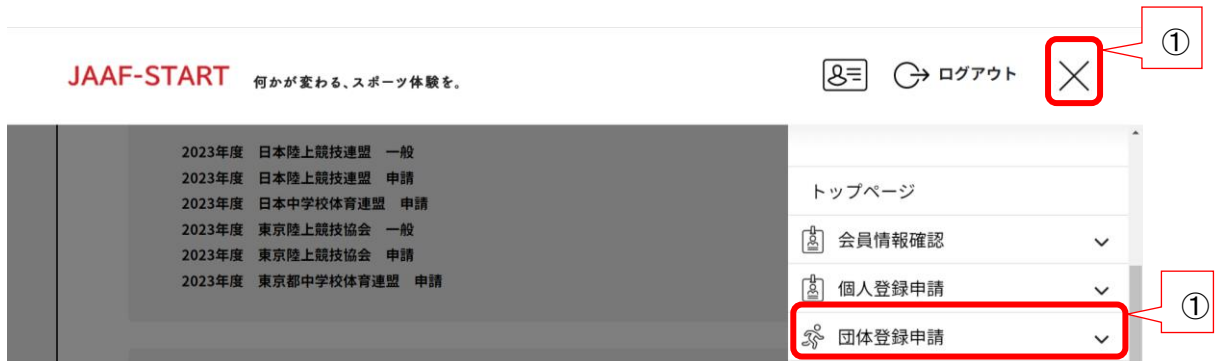 ①
JAAF-START 何かが変わる、スポーツ体験を。
ログアウト
2023年度 日本陸上競技連盟 一般
2023年度 日本陸上競技連盟 申請
2023年度 日本中学校体育連盟 申請
2023年度 東京陸上競技協会 一般
2023年度 東京陸上競技協会 申請
2023年度 東京都中学校体育連盟 申請
トップページ
会員情報確認
個人登録申請
団体登録申請
①